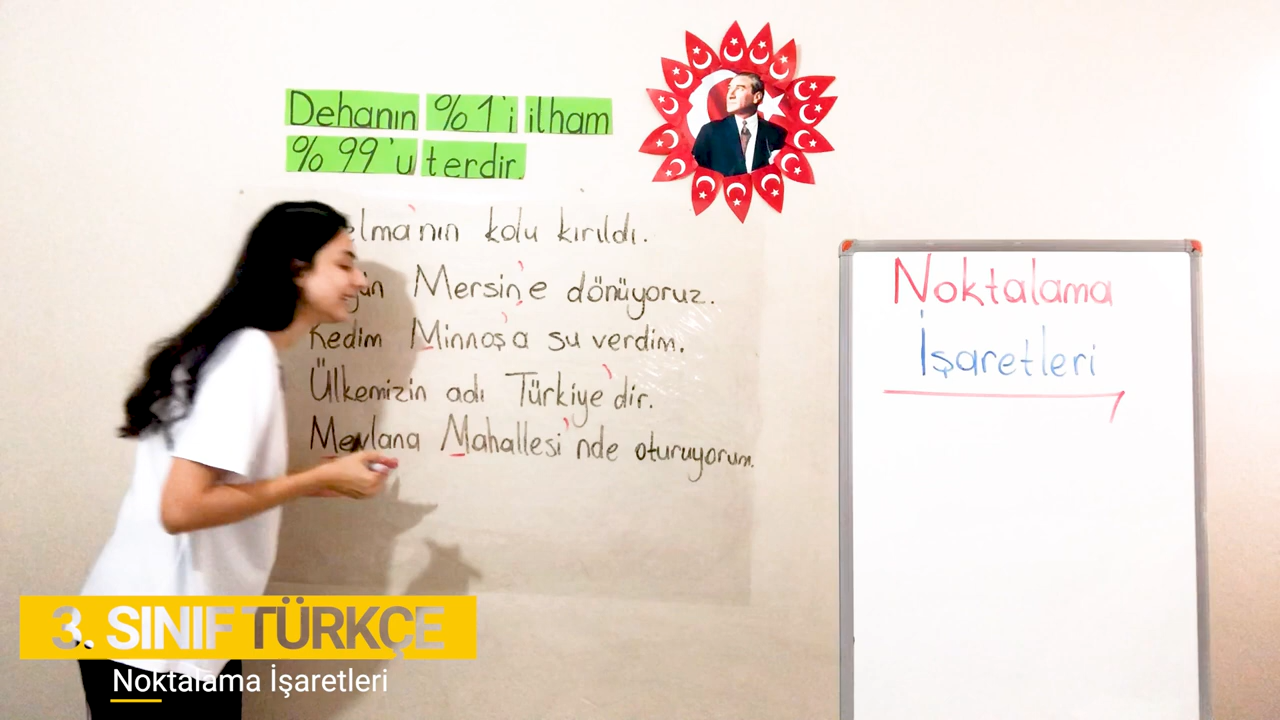 Dehanın %1'i ilham
%99'u terdir.
elma'nın kolu kırıldı.
Mersin'e dönüyoruz.
Kedim Minnoş'a su verdim.
Ülkemizin adı Türkiye'dir.
Mevlana Mahallesi'nde oturuyorum.
Noktalama
İşaretleri
3. SINIF TÜRKÇE
Noktalama İşaretleri